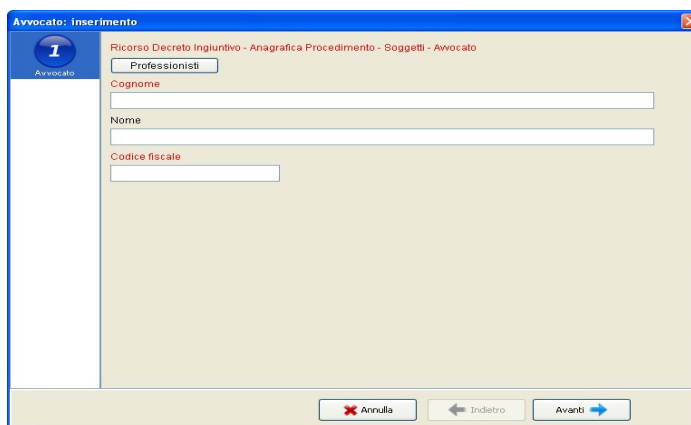 Avvocato: inserimento
1
Avvocato
Ricorso Decreto Ingiuntivo - Anagrafica Procedimento - Soggetti - Avvocato
Professionisti
Cognome
Nome
Codice fiscale
Annulla
Indietro
Avanti